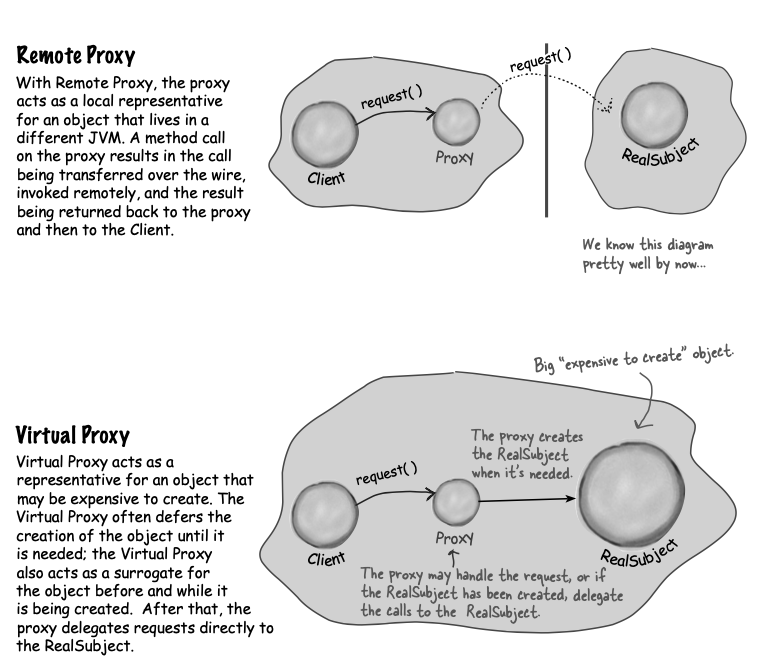 Remote Proxy
With Remote Proxy, the proxy
acts as a local representative
for an object that lives in a
different JVM. A method call
on the proxy results in the call
being transferred over the wire,
invoked remotely, and the result
being returned back to the proxy
and then to the Client.
request( )
request( )
Client
Proxy
RealSubject
We know this diagram
pretty well by now...
Virtual Proxy
Virtual Proxy acts as a
representative for an object that
may be expensive to create. The
Virtual Proxy often defers the
creation of the object until it
is needed; the Virtual Proxy
also acts as a surrogate for
the object before and while it
is being created. After that, the
proxy delegates requests directly to
the RealSubject.
Big "expensive to create" object.
The proxy creates
the RealSubject
when it's needed.
request( )
Client
Proxy
RealSubject
The proxy may handle the request, or if
the RealSubject has been created, delegate
the calls to the RealSubject.